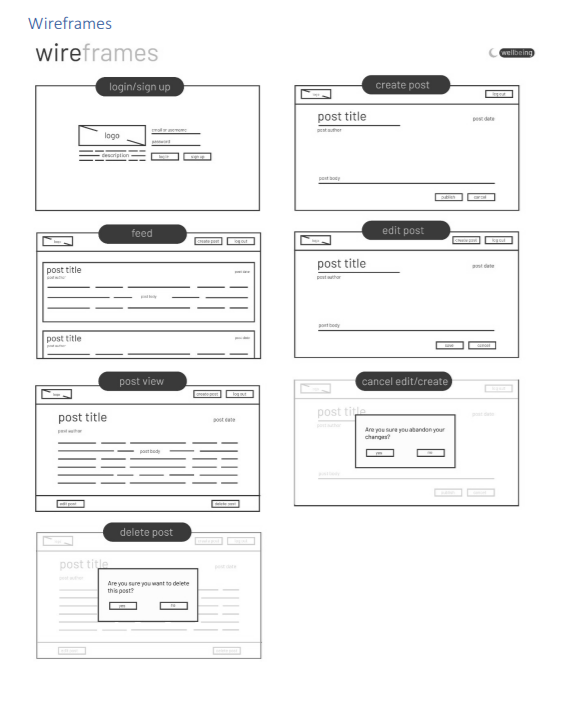 Wireframes
wireframes
wellbeing
login/sign up
logo
description
email or username
password
log in
sign up
create post
logo
log out
post title
post date
post author
post body
publish
cancel
feed
logo
create post
log out
post title
post date
post author
post body
post title
post date
post author
edit post
logo
create post
log out
post title
post date
post author
post body
save
cancel
post view
logo
create post
log out
post title
post date
post author
post body
edit post
delete post
cancel edit/create
logo
log out
post title
post date
post author
Are you sure you abandon your
changes?
yes
no
post body
publish
cancel
delete post
logo
create post
log out
post title
post date
post author
Are you sure you want to delete
this post?
yes
no
edit post
delete post